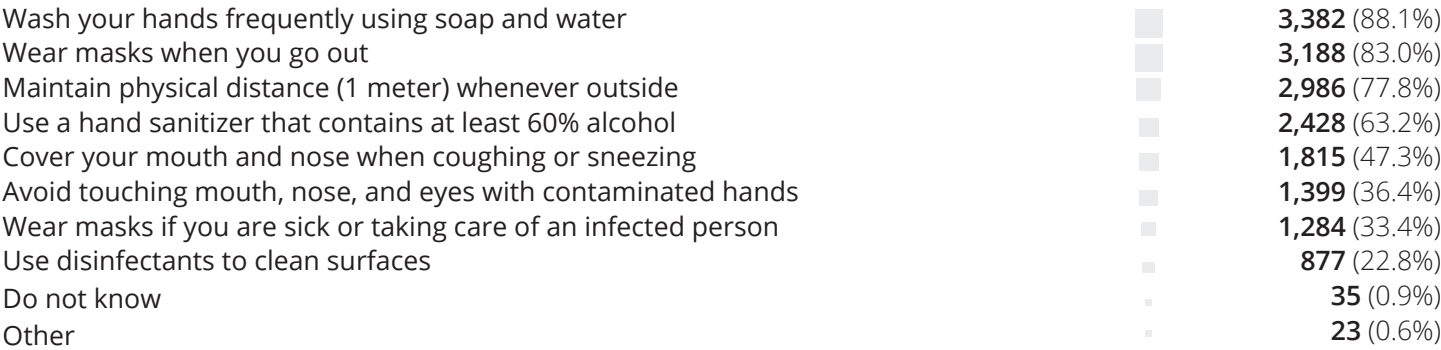 Wash your hands frequently using soap and water 3,382 (88.1%)
Wear masks when you go out 3,188 (83.0%)
Maintain physical distance (1 meter) whenever outside 2,986 (77.8%)
Use a hand sanitizer that contains at least 60% alcohol 2,428 (63.2%)
Cover your mouth and nose when coughing or sneezing 1,815 (47.3%)
Avoid touching mouth, nose, and eyes with contaminated hands 1,399 (36.4%)
Wear masks if you are sick or taking care of an infected person 1,284 (33.4%)
Use disinfectants to clean surfaces 877 (22.8%)
Do not know 35 (0.9%)
Other 23 (0.6%)